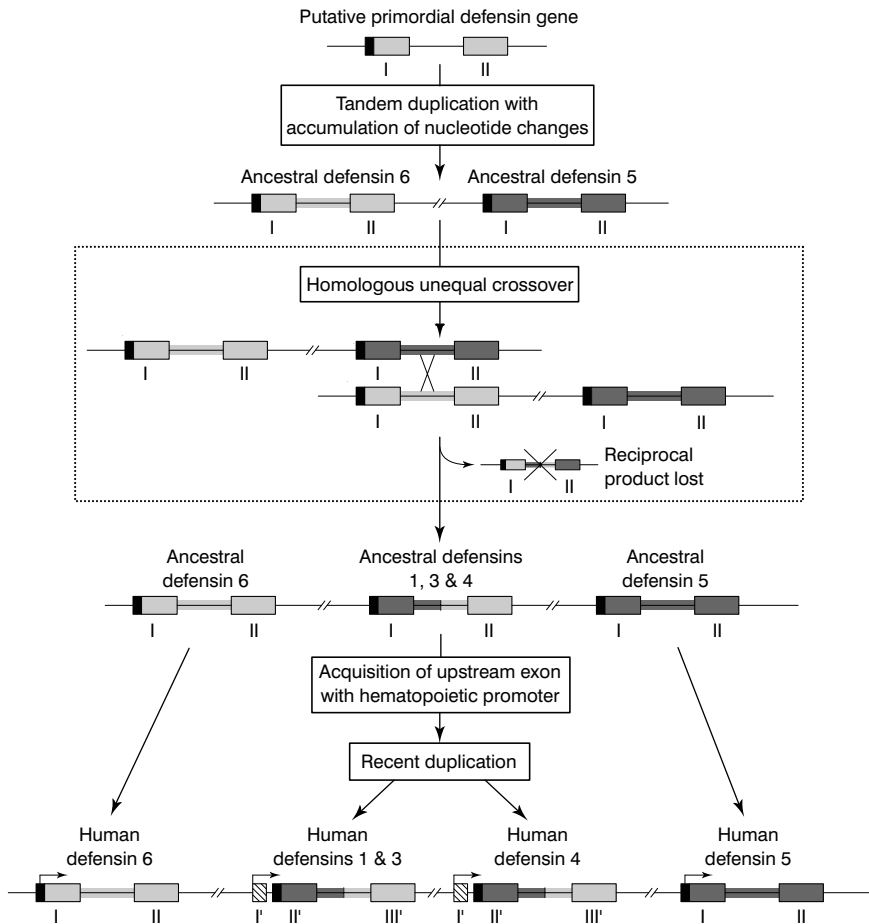 Putative primordial defensin gene
I II
Tandem duplication with
accumulation of nucleotide changes
Ancestral defensin 6 Ancestral defensin 5
I II I II
Homologous unequal crossover
I II I II
I II I II
Reciprocal
product lost
I II
Ancestral
defensin 6
Ancestral defensins
1, 3 & 4
Ancestral
defensin 5
I II I II I II
Acquisition of upstream exon
with hematopoietic promoter
Recent duplication
Human
defensin 6
Human
defensins 1 & 3
Human
defensin 4
Human
defensin 5
I II I' II' III' I' II' III' I II